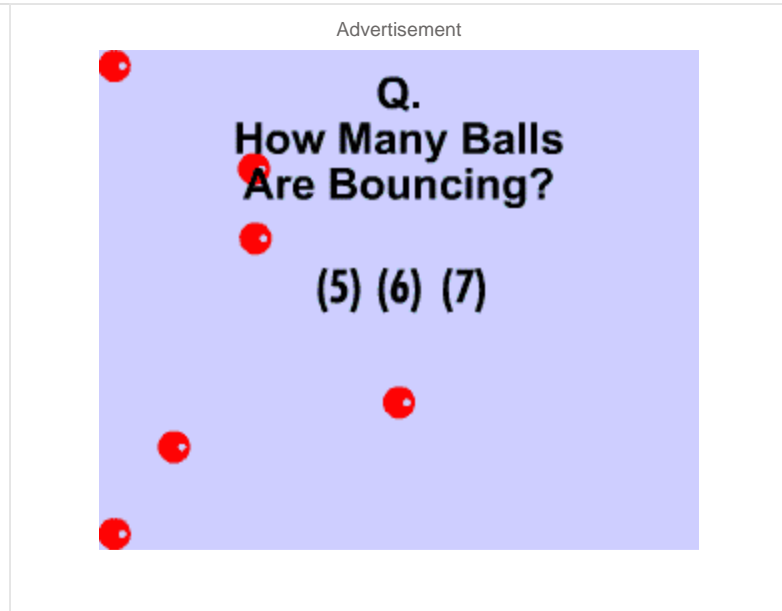 Advertisement
Q.
How Many Balls
Are Bouncing?
(5) (6) (7)